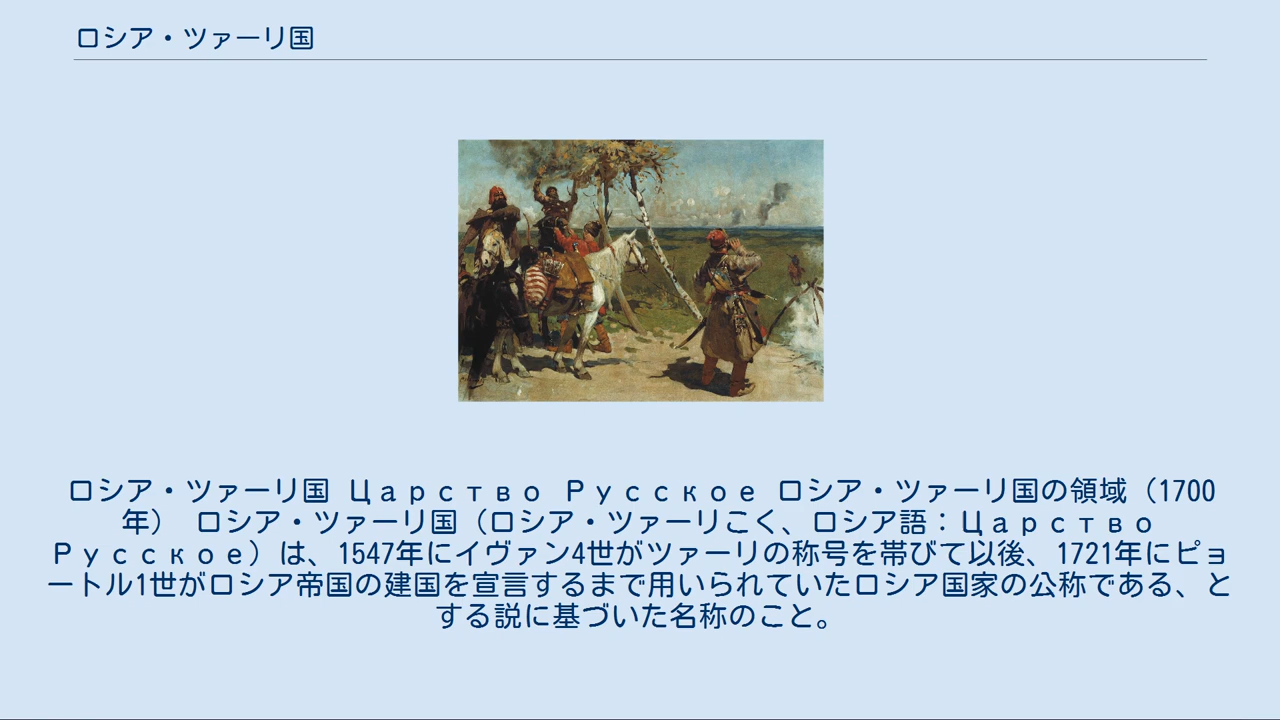 ロシア・ツァーリ国
ロシア・ツァーリ国 Царство Русское ロシア・ツァーリ国の領域（1700
年） ロシア・ツァーリ国（ロシア・ツァーリこく、ロシア語：Царство
Русское）は、1547年にイヴァン4世がツァーリの称号を帯びて以後、1721年にピョ
ートル1世がロシア帝国の建国を宣言するまで用いられていたロシア国家の公称である、と
する説に基づいた名称のこと。